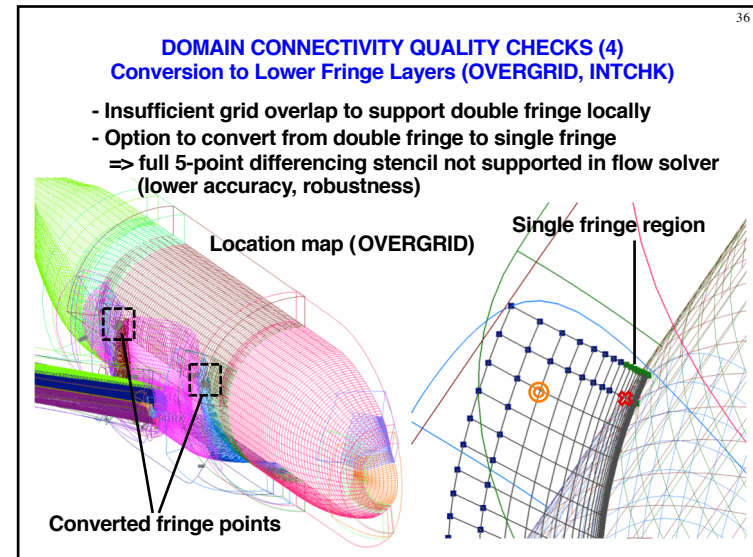 36
DOMAIN CONNECTIVITY QUALITY CHECKS (4)
Conversion to Lower Fringe Layers (OVERGRID, INTCHK)
- Insufficient grid overlap to support double fringe locally
- Option to convert from double fringe to single fringe
=> full 5-point differencing stencil not supported in flow solver
(lower accuracy, robustness)
Location map (OVERGRID)
Single fringe region
Converted fringe points